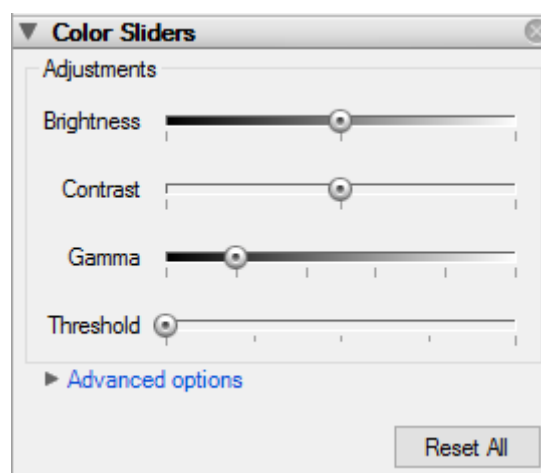 Color Sliders
Adjustments
Brightness
Contrast
Gamma
Threshold
Advanced options
Reset All